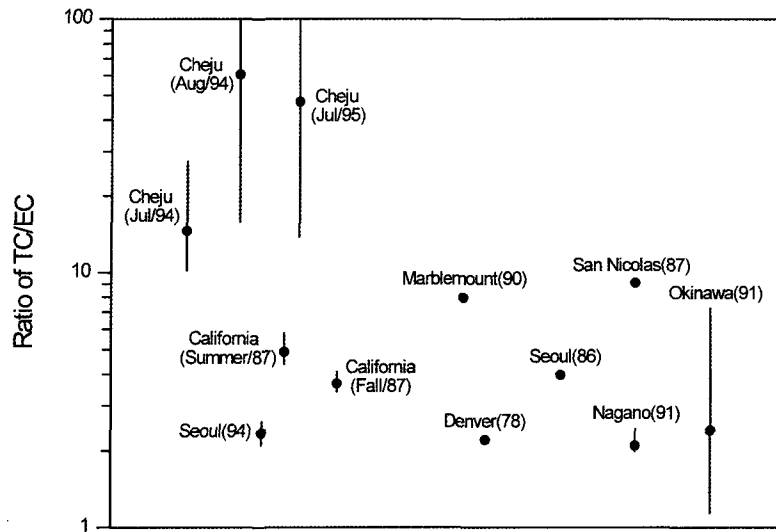 100
Cheju
(Aug/94)
Cheju
(Jul/95)
Cheju
(Jul/94)
Ratio of TC/EC
10
San Nicolas(87)
Marblemount(90)
Okinawa(91)
California
(Summer/87)
California
(Fall/87)
Seoul(86)
Seoul(94)
Denver(78)
Nagano(91)
1